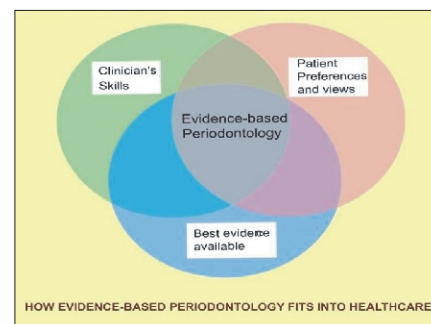 Clinician's
Skills
Patient
Preferences
and views
Evidence-based
Periodontology
Best evidence
available
HOW EVIDENCE-BASED PERIODONTOLOGY FITS INTO HEALTHCARE